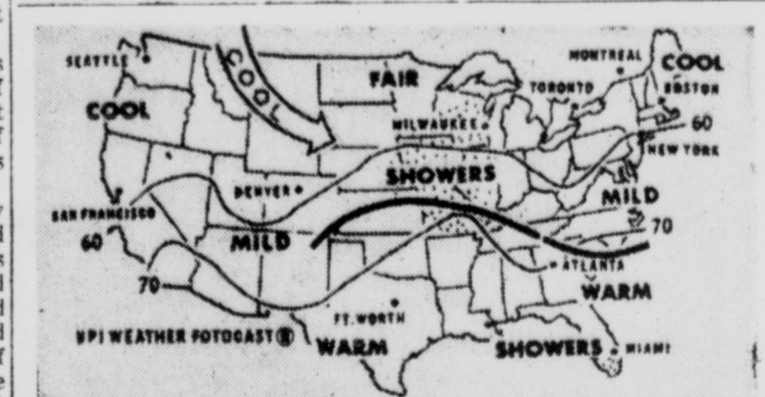 MONTREAL
SEATTLE
COOL
COOL
FAIR
TORONTO
BOSTON
COOL
MILWAUKEE
60
NEW YORK
SHOWERS
DENVER
MILD
SAN FRANCISCO
70
60
MILD
ATLANTA
70
WARM
FT. WORTH
UPI WEATHER FOTOCAST ®
WARM
SHOWERS
MIAMI